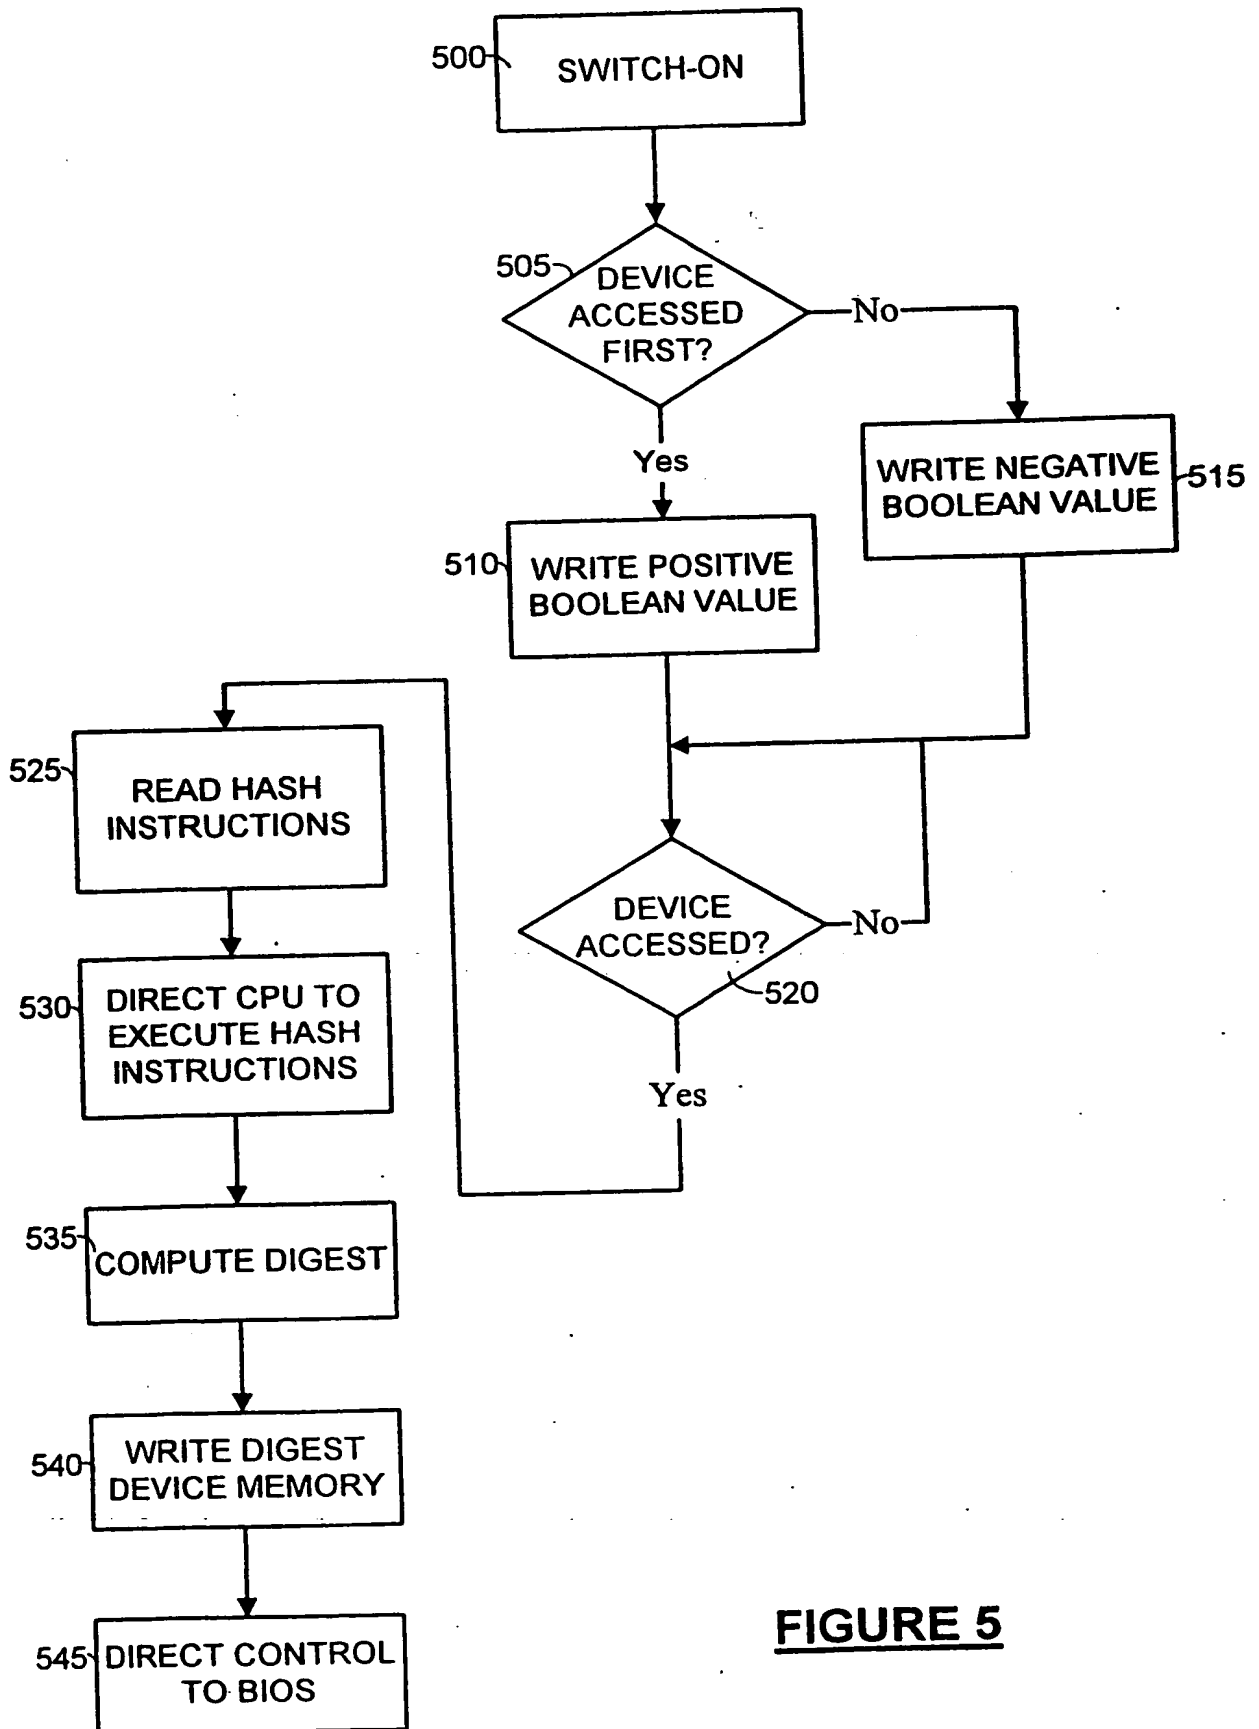 500
SWITCH-ON
505
DEVICE
ACCESSED
FIRST?
No
Yes
WRITE NEGATIVE
BOOLEAN VALUE
515
510
WRITE POSITIVE
BOOLEAN VALUE
525
READ HASH
INSTRUCTIONS
DEVICE
ACCESSED?
No
520
Yes
530
DIRECT CPU TO
EXECUTE HASH
INSTRUCTIONS
535
COMPUTE DIGEST
540
WRITE DIGEST
DEVICE MEMORY
545
DIRECT CONTROL
TO BIOS
FIGURE 5